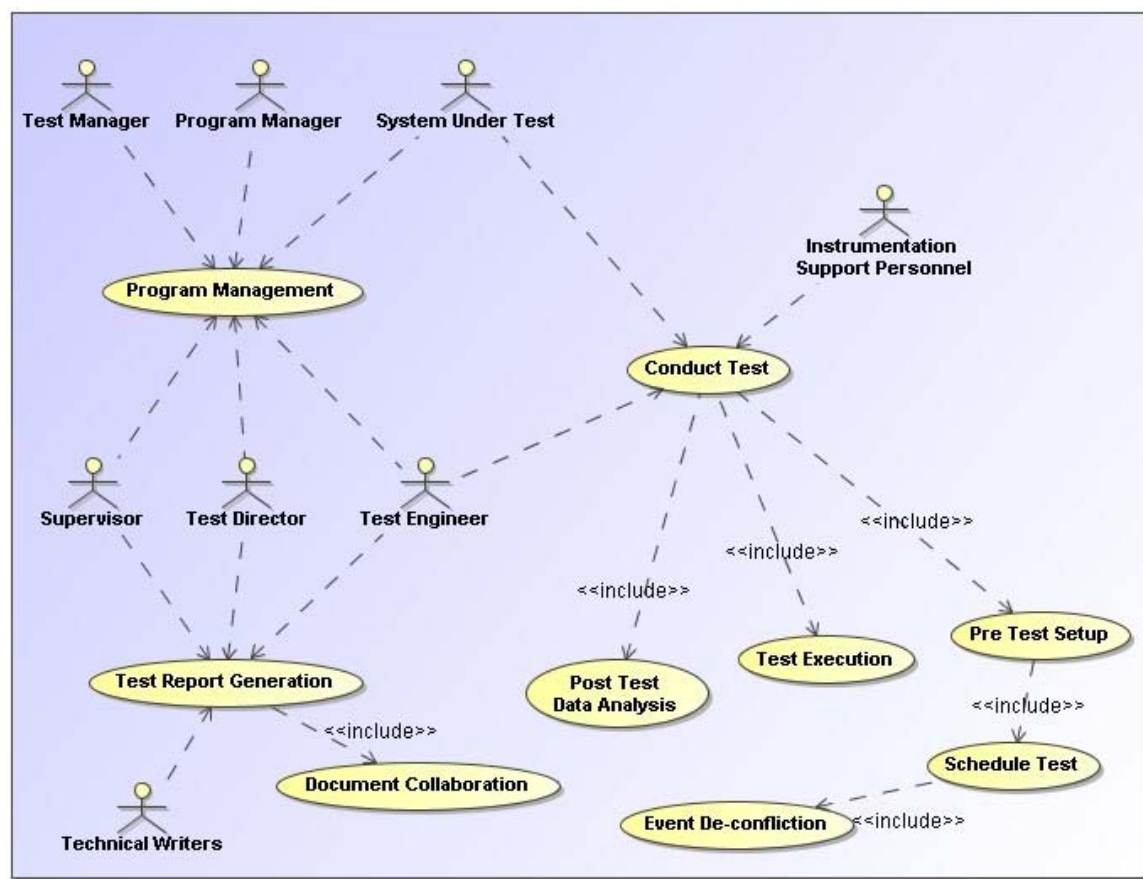 Test Manager
Program Manager
System Under Test
Instrumentation
Support Personnel
Program Management
Conduct Test
Supervisor
Test Director
Test Engineer
<<include>>
<<include>>
<<include>>
Pre Test Setup
Test Execution
Test Report Generation
Post Test
Data Analysis
<<include>>
<<include>>
Schedule Test
Document Collaboration
Event De-confliction
<<include>>
Technical Writers